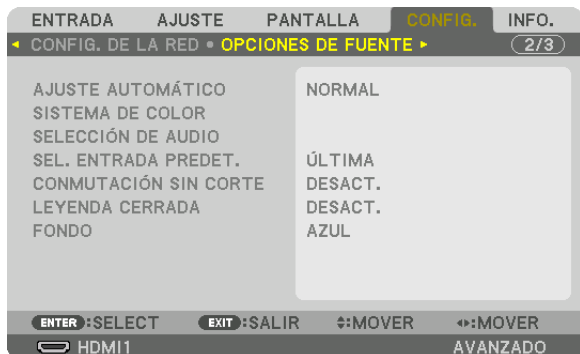 ENTRADA AJUSTE PANTALLA CONFIG. INFO.
CONFIG. DE LA RED • OPCIONES DE FUENTE 2/3
AJUSTE AUTOMÁTICO NORMAL
SISTEMA DE COLOR
SELECCIÓN DE AUDIO
SEL. ENTRADA PREDET. ÚLTIMA
CONMUTACIÓN SIN CORTE DESACT.
LEYENDA CERRADA DESACT.
FONDO AZUL
ENTER :SELECT EXIT :SALIR :MOVER :MOVER
HDMI1 AVANZADO